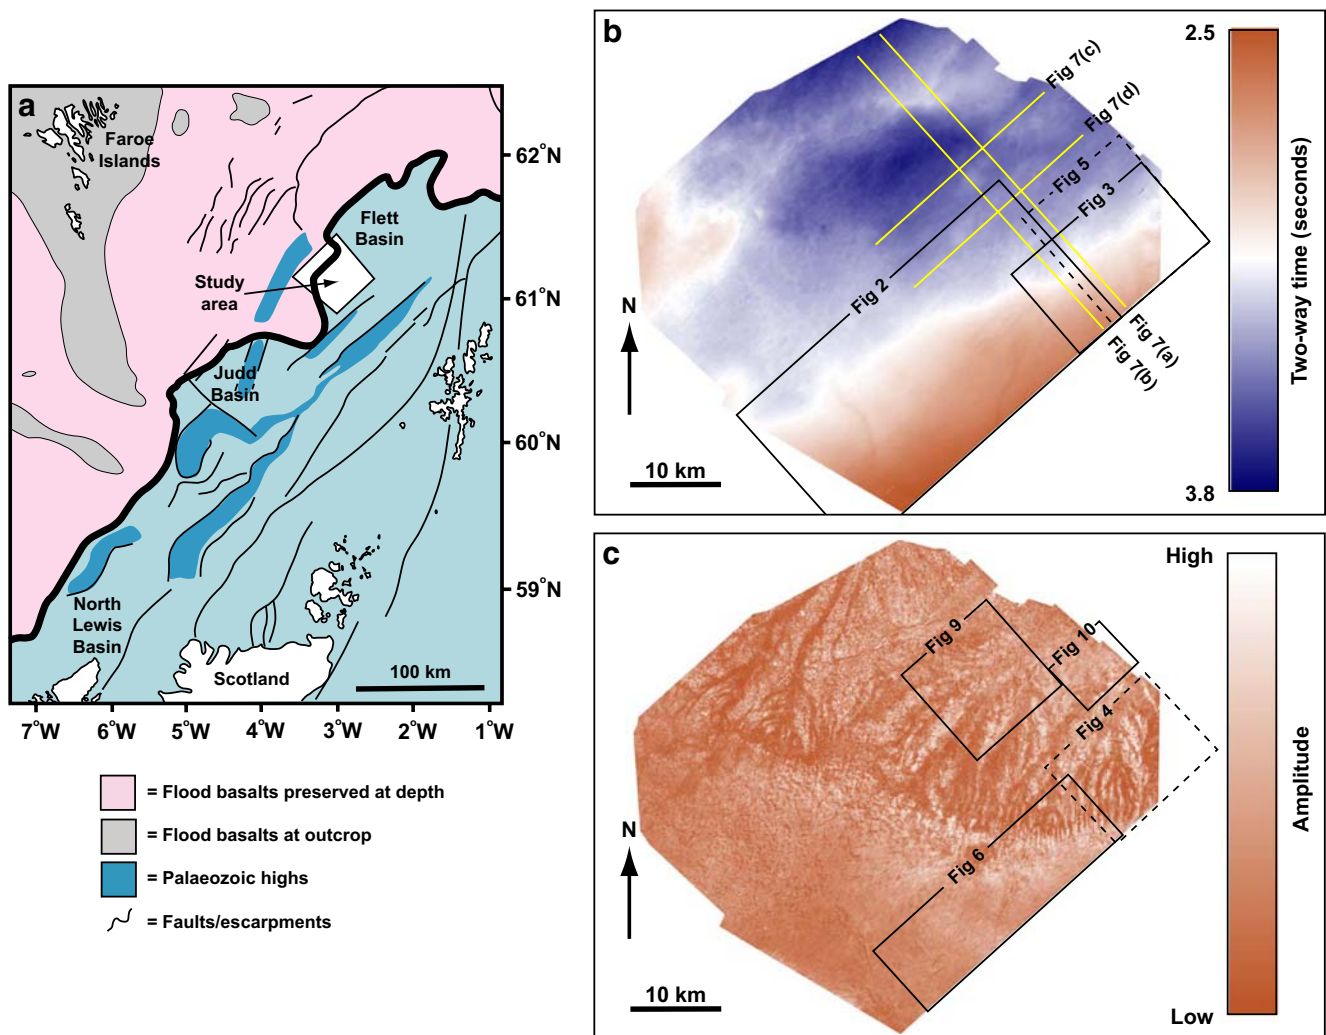 a
Faroe
Islands
Flett
Basin
Study
area
Judd
Basin
North
Lewis
Basin
Scotland
100 km
62°N
61°N
60°N
59°N
7°W
6°W
5°W
4°W
3°W
2°W
1°W
= Flood basalts preserved at depth
= Flood basalts at outcrop
= Palaeozoic highs
= Faults/escarpments
b
Fig 7(c)
Fig 7(d)
Fig 5
Fig 3
Fig 2
Fig 7(a)
Fig 7(b)
N
10 km
2.5
3.8
Two-way time (seconds)
c
Fig 9
Fig 10
Fig 4
Fig 6
N
10 km
High
Low
Amplitude